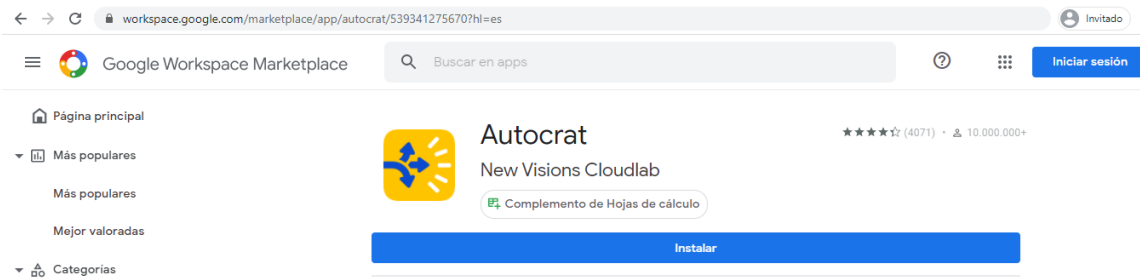 workspace.google.com/marketplace/app/autocrat/539341275670?hl=es
Invitado
Google Workspace Marketplace
Buscar en apps
Iniciar sesión
Página principal
Más populares
Más populares
Mejor valoradas
Categorías
Autocrat
(4071) • 10.000.000+
New Visions Cloudlab
Complemento de Hojas de cálculo
Instalar